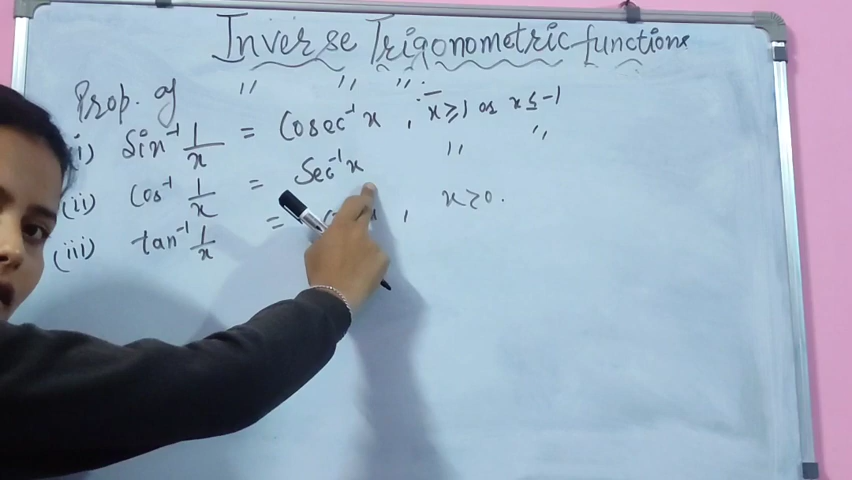 Inverse Trigonometric functions
Prop. of " " " :-
(i) Sin⁻¹ 1/x = Cosec⁻¹ x , x ≥ 1 or x ≤ -1
(ii) Cos⁻¹ 1/x = Sec⁻¹ x " "
(iii) tan⁻¹ 1/x = x , x > 0.